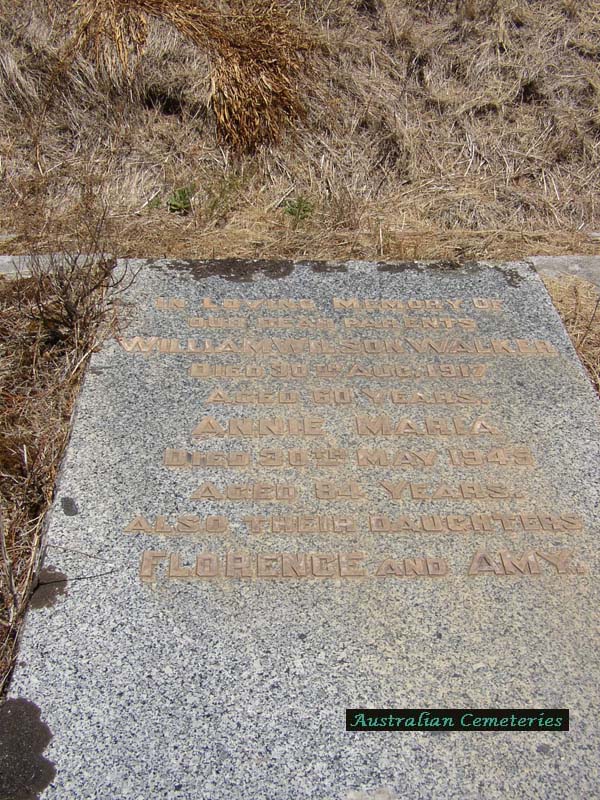 In Loving Memory Of
Our Dear Parents
William Wilson Walker
Died 30th Aug. 1917
Aged 60 Years.
Annie Maria
Died 30th May 1943
Aged 84 Years.
Also Their Daughters
Florence and Amy.
Australian Cemeteries